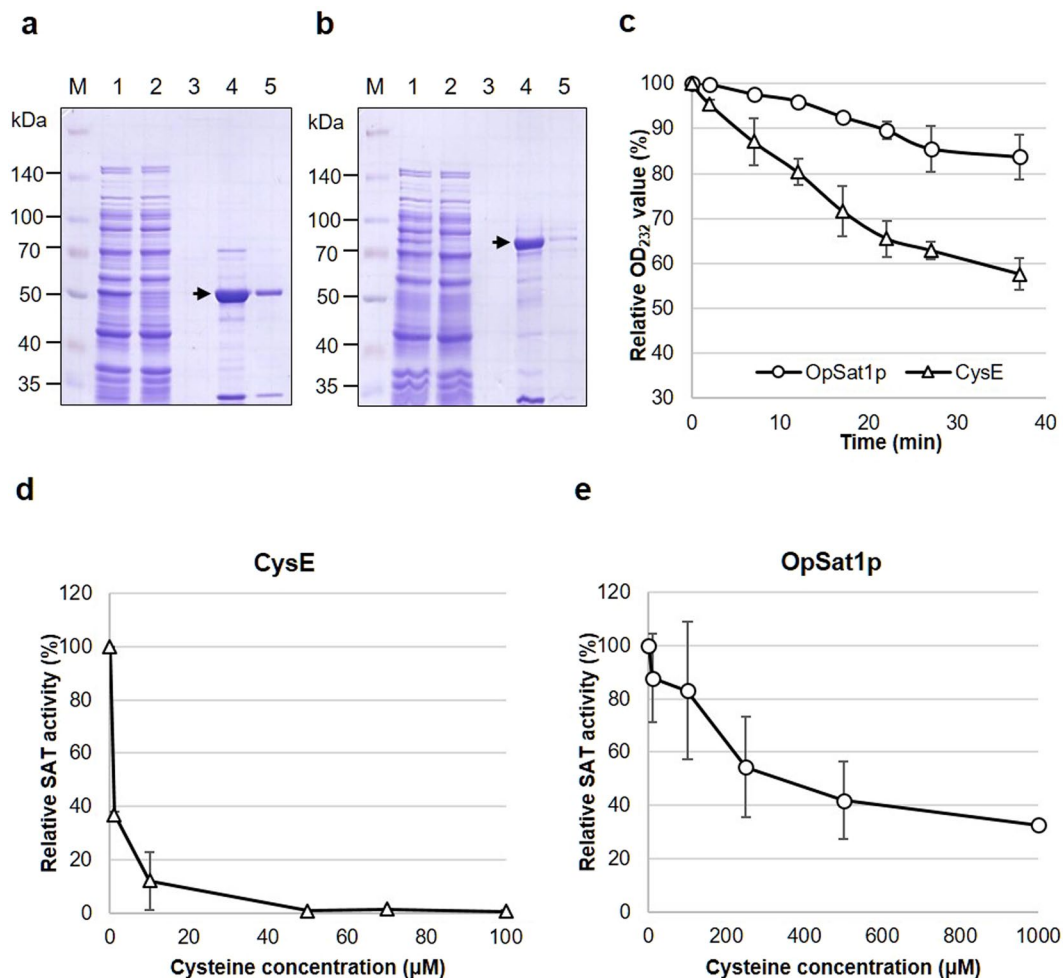 a
M 1 2 3 4 5
kDa
140
100
70
50
40
35
b
M 1 2 3 4 5
kDa
140
100
70
50
40
35
c
Relative OD232 value (%)
100
90
80
70
60
50
40
30
OpSat1p CysE
0 10 20 30 40
Time (min)
d
CysE
Relative SAT activity (%)
120
100
80
60
40
20
0
0 20 40 60 80 100
Cysteine concentration (µM)
e
OpSat1p
Relative SAT activity (%)
120
100
80
60
40
20
0
0 200 400 600 800 1000
Cysteine concentration (µM)